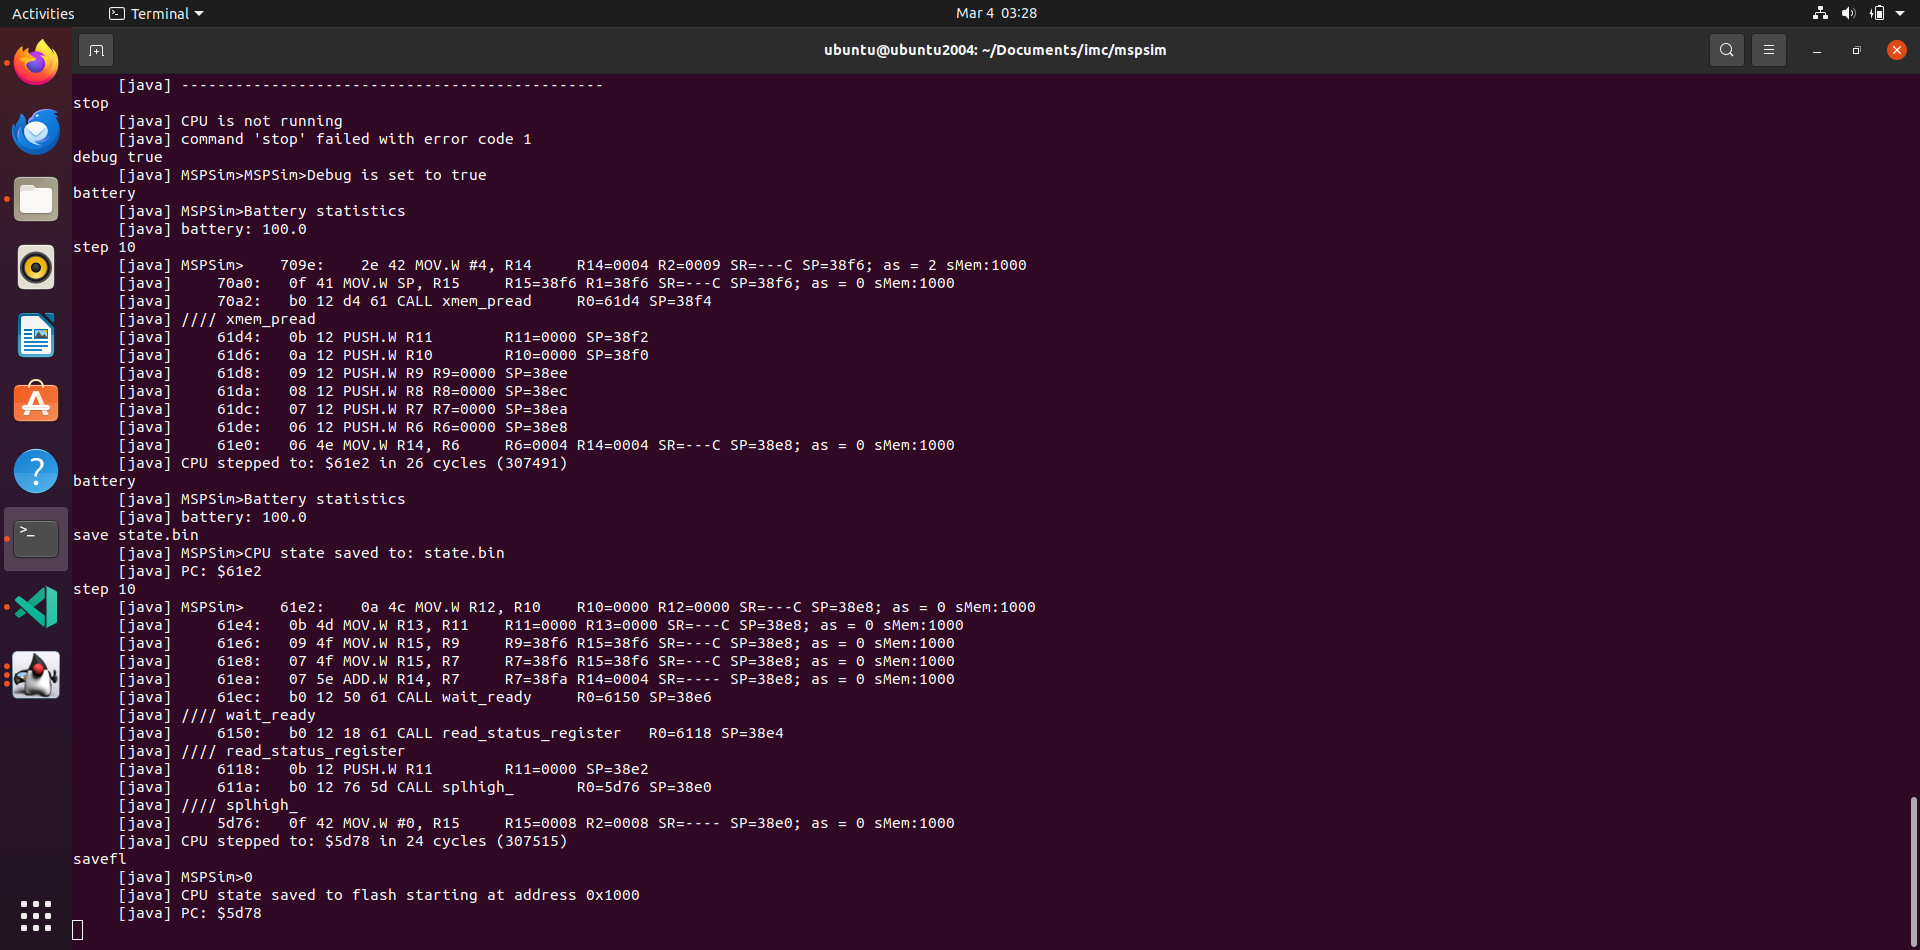 Activities
Terminal
Mar 4 03:28
ubuntu@ubuntu2004: ~/Documents/imc/mspsim
[java] -----------------------------------------------
stop
[java] CPU is not running
[java] command 'stop' failed with error code 1
debug true
[java] MSPSim>MSPSim>Debug is set to true
battery
[java] MSPSim>Battery statistics
[java] battery: 100.0
step 10
[java] MSPSim>    709e:    2e 42 MOV.W #4, R14     R14=0004 R2=0009 SR=---C SP=38f6; as = 2 sMem:1000
[java]     70a0:   0f 41 MOV.W SP, R15     R15=38f6 R1=38f6 SR=---C SP=38f6; as = 0 sMem:1000
[java]     70a2:   b0 12 d4 61 CALL xmem_pread     R0=61d4 SP=38f4
[java] //// xmem_pread
[java]     61d4:   0b 12 PUSH.W R11        R11=0000 SP=38f2
[java]     61d6:   0a 12 PUSH.W R10        R10=0000 SP=38f0
[java]     61d8:   09 12 PUSH.W R9 R9=0000 SP=38ee
[java]     61da:   08 12 PUSH.W R8 R8=0000 SP=38ec
[java]     61dc:   07 12 PUSH.W R7 R7=0000 SP=38ea
[java]     61de:   06 12 PUSH.W R6 R6=0000 SP=38e8
[java]     61e0:   06 4e MOV.W R14, R6     R6=0004 R14=0004 SR=---C SP=38e8; as = 0 sMem:1000
[java] CPU stepped to: $61e2 in 26 cycles (307491)
battery
[java] MSPSim>Battery statistics
[java] battery: 100.0
save state.bin
[java] MSPSim>CPU state saved to: state.bin
[java] PC: $61e2
step 10
[java] MSPSim>    61e2:    0a 4c MOV.W R12, R10    R10=0000 R12=0000 SR=---C SP=38e8; as = 0 sMem:1000
[java]     61e4:   0b 4d MOV.W R13, R11    R11=0000 R13=0000 SR=---C SP=38e8; as = 0 sMem:1000
[java]     61e6:   09 4f MOV.W R15, R9     R9=38f6 R15=38f6 SR=---C SP=38e8; as = 0 sMem:1000
[java]     61e8:   07 4f MOV.W R15, R7     R7=38f6 R15=38f6 SR=---C SP=38e8; as = 0 sMem:1000
[java]     61ea:   07 5e ADD.W R14, R7     R7=38fa R14=0004 SR=---- SP=38e8; as = 0 sMem:1000
[java]     61ec:   b0 12 50 61 CALL wait_ready     R0=6150 SP=38e6
[java] //// wait_ready
[java]     6150:   b0 12 18 61 CALL read_status_register   R0=6118 SP=38e4
[java] //// read_status_register
[java]     6118:   0b 12 PUSH.W R11        R11=0000 SP=38e2
[java]     611a:   b0 12 76 5d CALL splhigh_       R0=5d76 SP=38e0
[java] //// splhigh_
[java]     5d76:   0f 42 MOV.W #0, R15     R15=0008 R2=0008 SR=---- SP=38e0; as = 0 sMem:1000
[java] CPU stepped to: $5d78 in 24 cycles (307515)
savefl
[java] MSPSim>0
[java] CPU state saved to flash starting at address 0x1000
[java] PC: $5d78